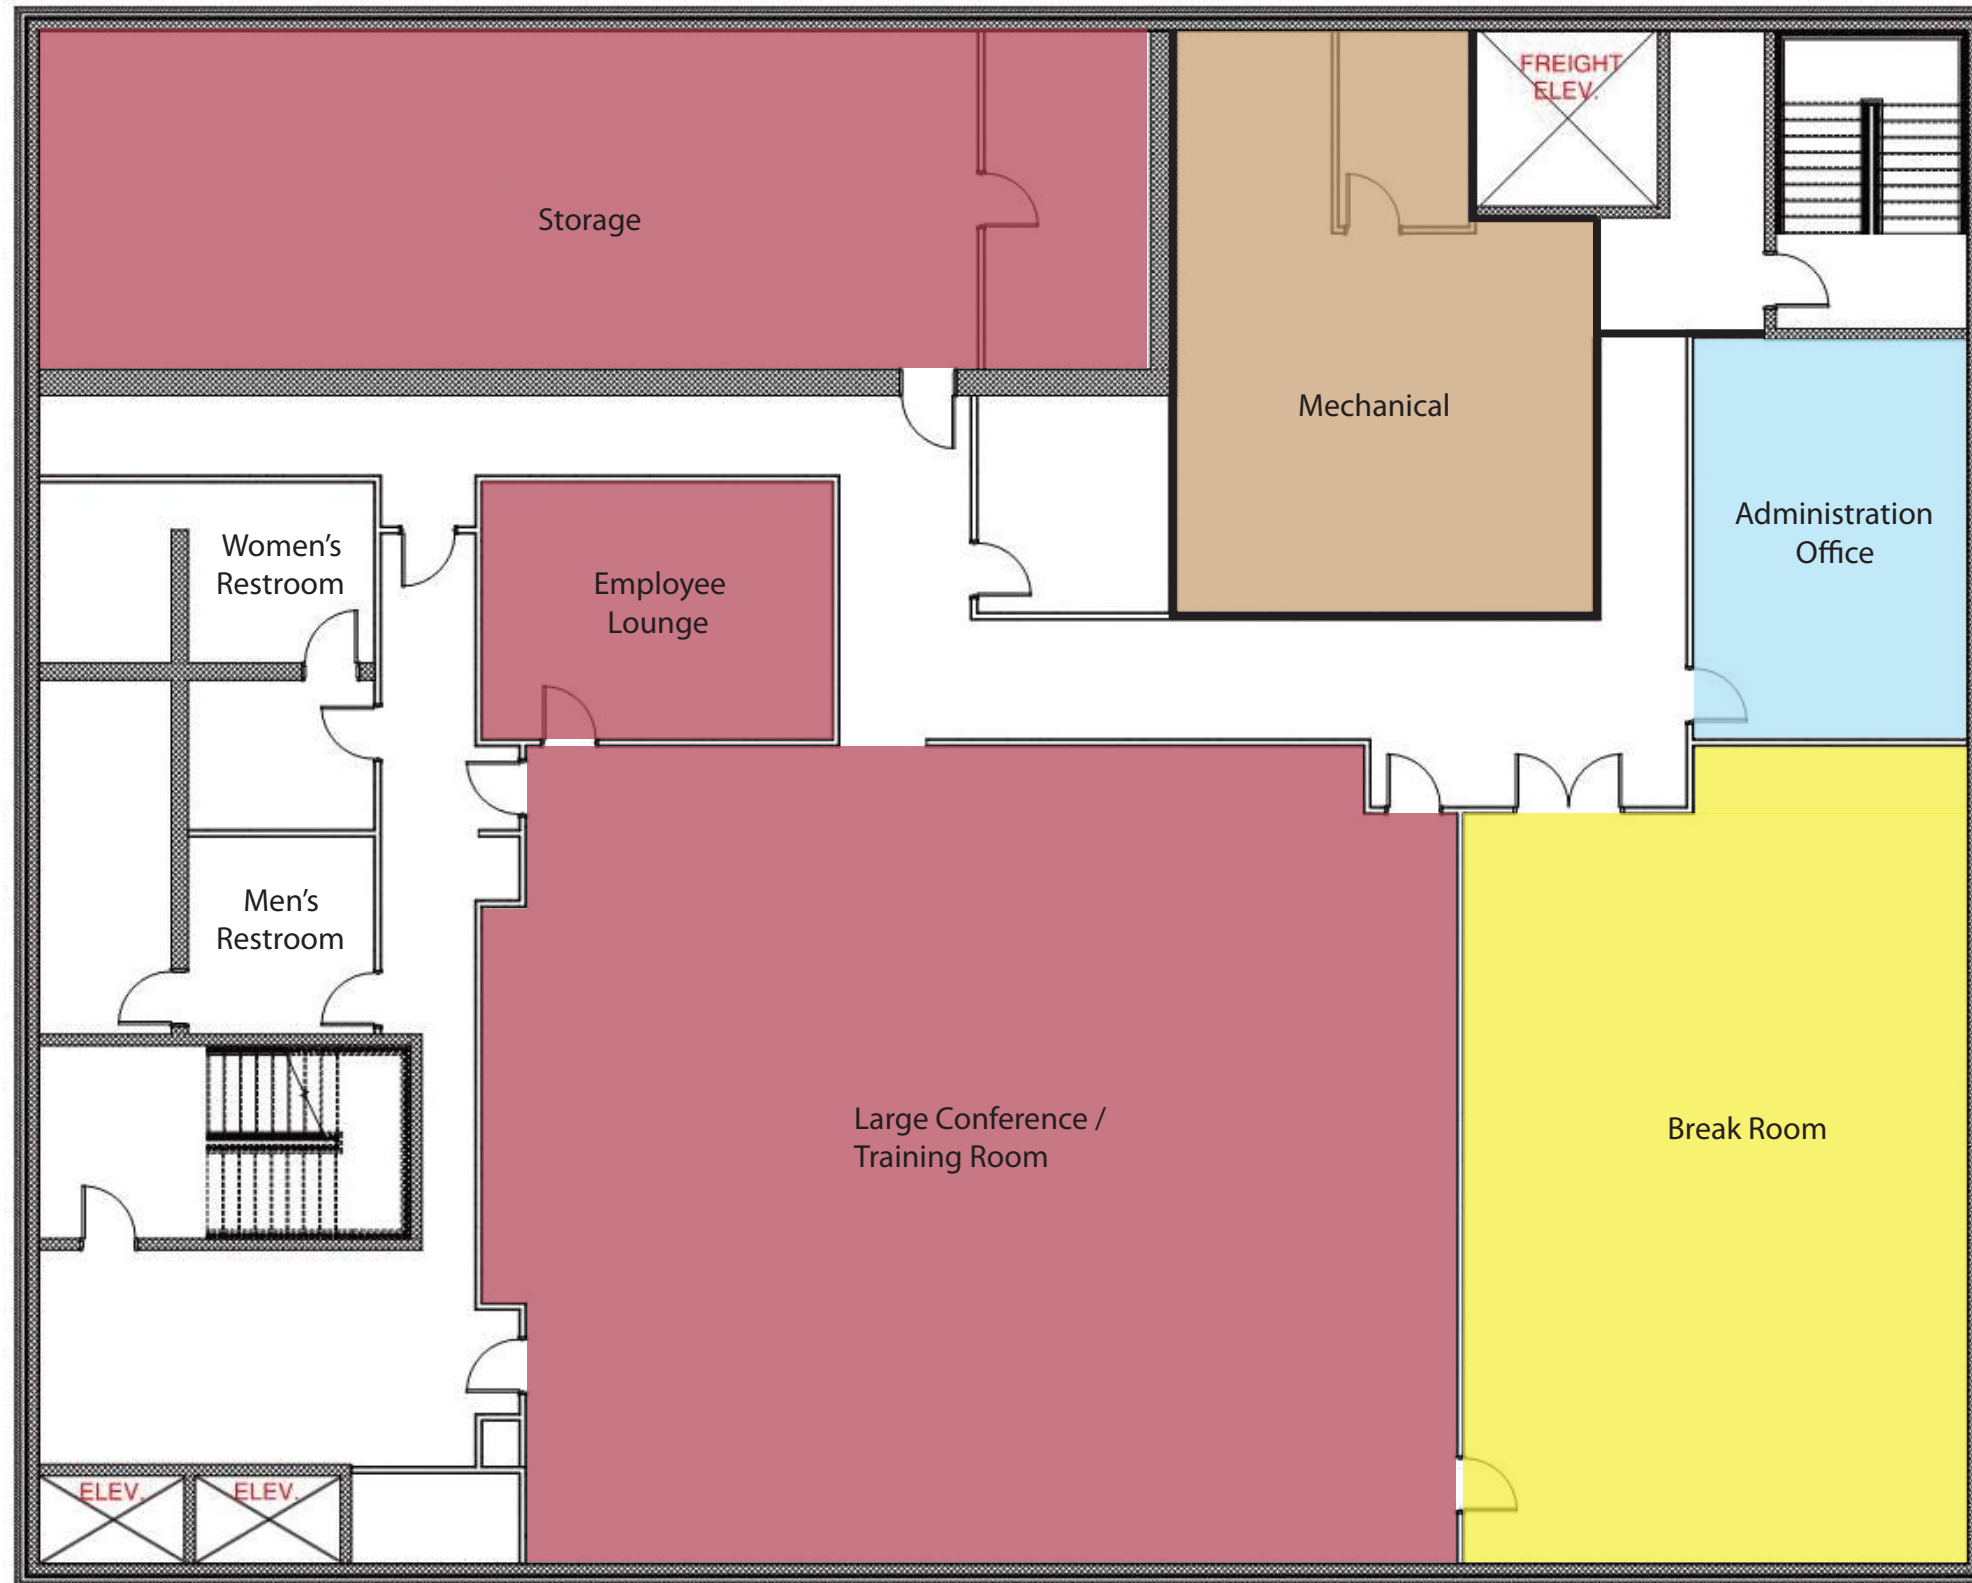 FREIGHT
ELEV.
Storage
Mechanical
Administration
Office
Women's
Restroom
Employee
Lounge
Men's
Restroom
Large Conference /
Training Room
Break Room
ELEV.
ELEV.